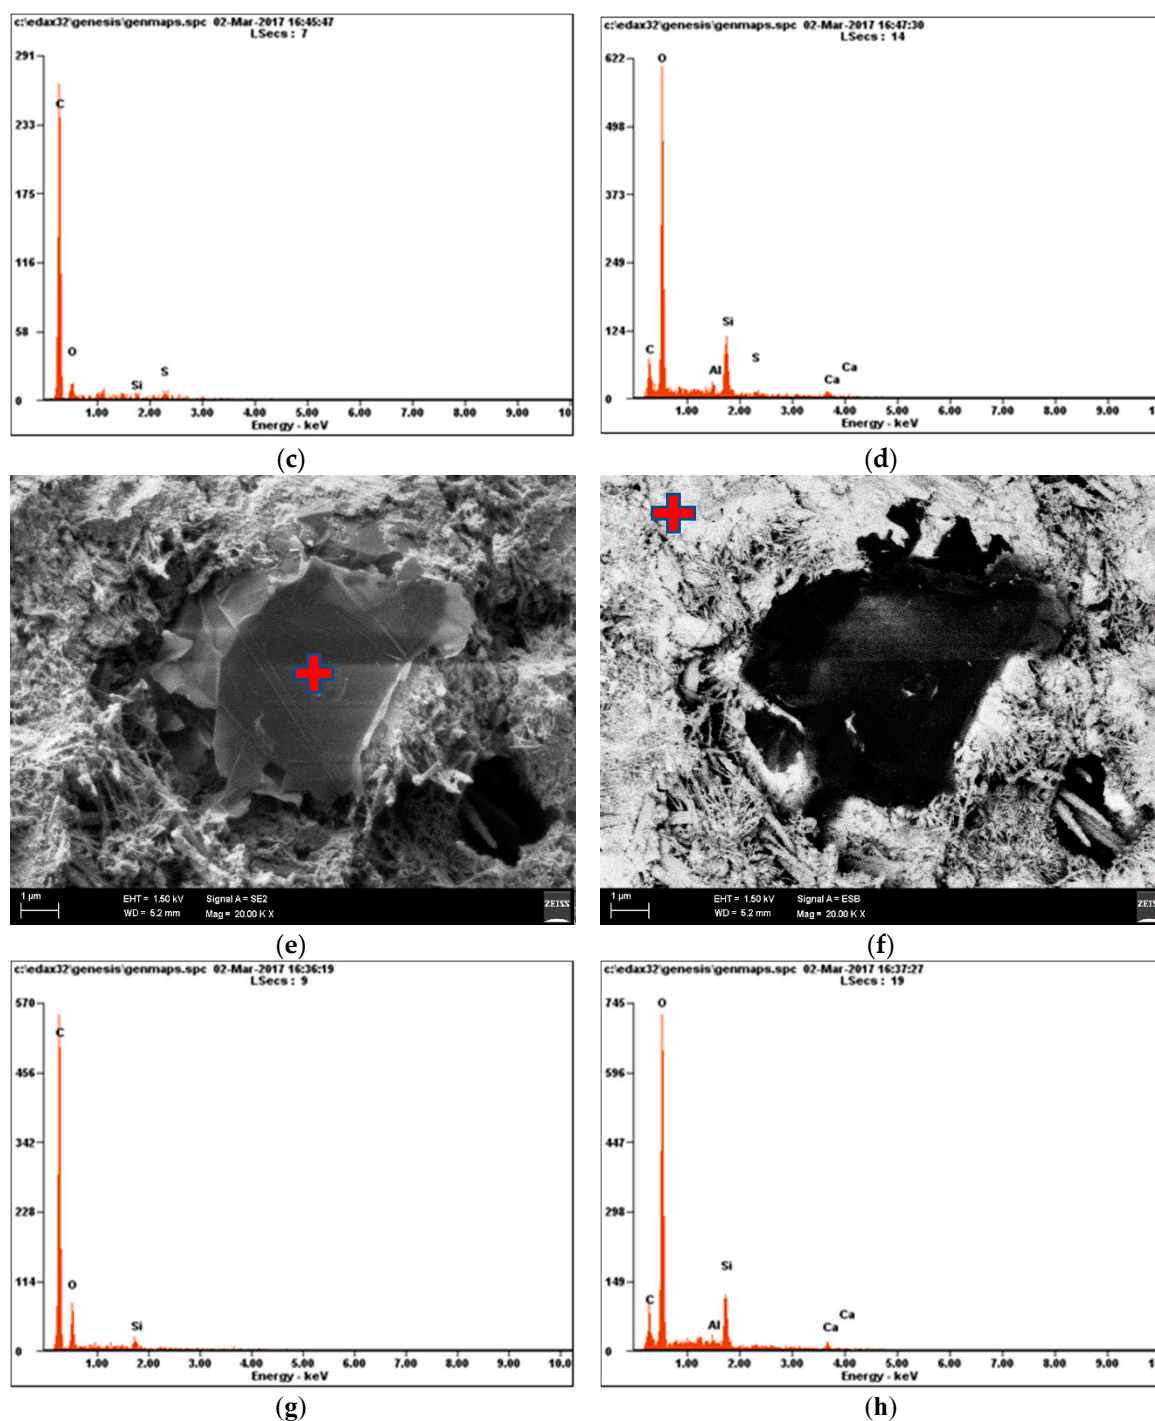 c:\edax32\genesis\genmaps.spc 02-Mar-2017 16:45:47
LSecs : 7
291
233
175
116
58
0
C
O
Si
S
1.00 2.00 3.00 4.00 5.00 6.00 7.00 8.00 9.00 10.0
Energy - keV
(c)
c:\edax32\genesis\genmaps.spc 02-Mar-2017 16:47:30
LSecs : 14
622
498
373
249
124
0
O
C
Al
Si
S
Ca
Ca
1.00 2.00 3.00 4.00 5.00 6.00 7.00 8.00 9.00 1
Energy - keV
(d)
1 µm
EHT = 1.50 kV Signal A = SE2
WD = 5.2 mm Mag = 20.00 K X
ZEISS
(e)
1 µm
EHT = 1.50 kV Signal A = ESB
WD = 5.2 mm Mag = 20.00 K X
ZEISS
(f)
c:\edax32\genesis\genmaps.spc 02-Mar-2017 16:36:19
LSecs : 9
570
456
342
228
114
0
C
O
Si
1.00 2.00 3.00 4.00 5.00 6.00 7.00 8.00 9.00 10.0
Energy - keV
(g)
c:\edax32\genesis\genmaps.spc 02-Mar-2017 16:37:27
LSecs : 19
745
596
447
298
149
0
O
C
Al
Si
Ca
Ca
1.00 2.00 3.00 4.00 5.00 6.00 7.00 8.00 9.00 1
Energy - keV
(h)